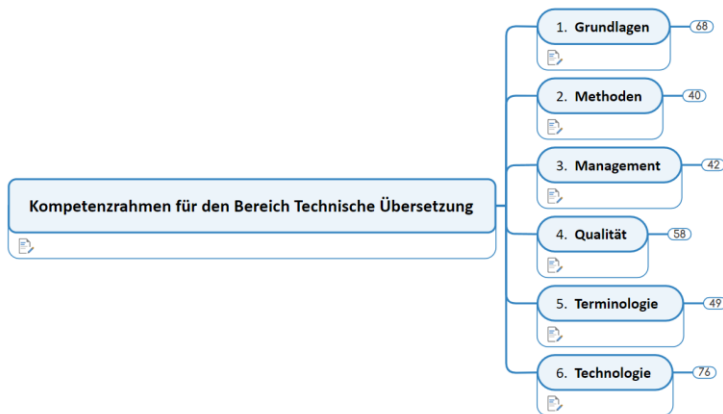 Kompetenzrahmen für den Bereich Technische Übersetzung
1. Grundlagen 68
2. Methoden 40
3. Management 42
4. Qualität 58
5. Terminologie 49
6. Technologie 76